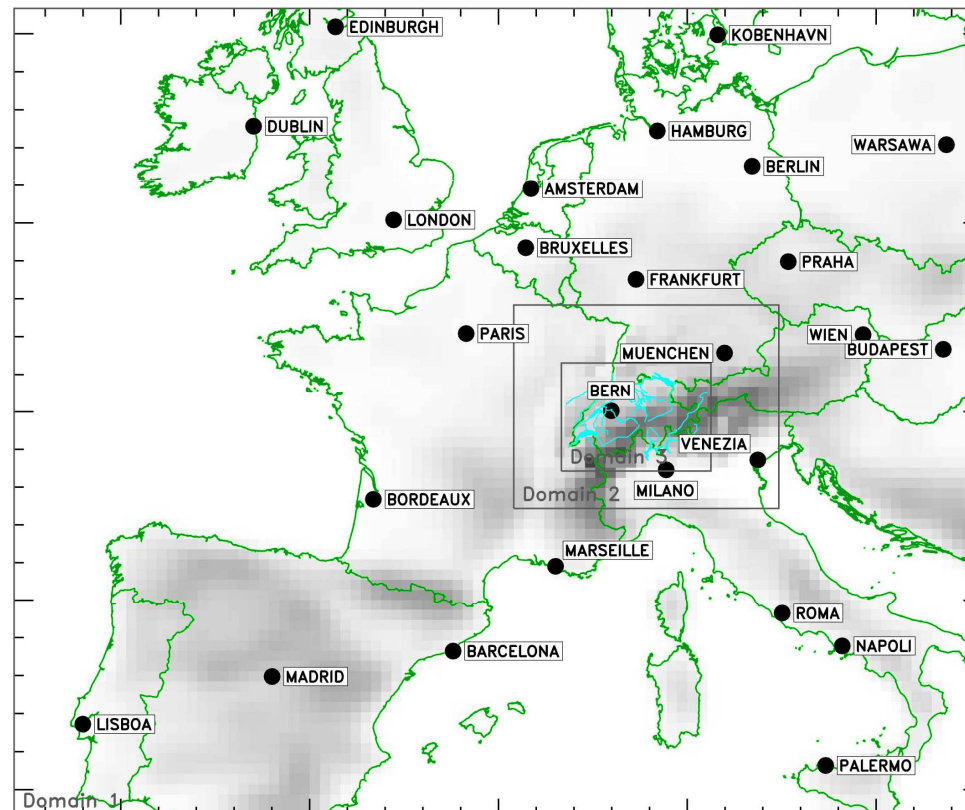 EDINBURGH
KOBENHAVN
DUBLIN
HAMBURG
WARSAWA
BERLIN
AMSTERDAM
LONDON
BRUXELLES
PRAHA
FRANKFURT
PARIS
WIEN
MUENCHEN
BUDAPEST
BERN
VENEZIA
Domain 3
MILANO
Domain 2
BORDEAUX
MARSEILLE
ROMA
NAPOLI
BARCELONA
MADRID
LISBOA
PALERMO
Domain 1